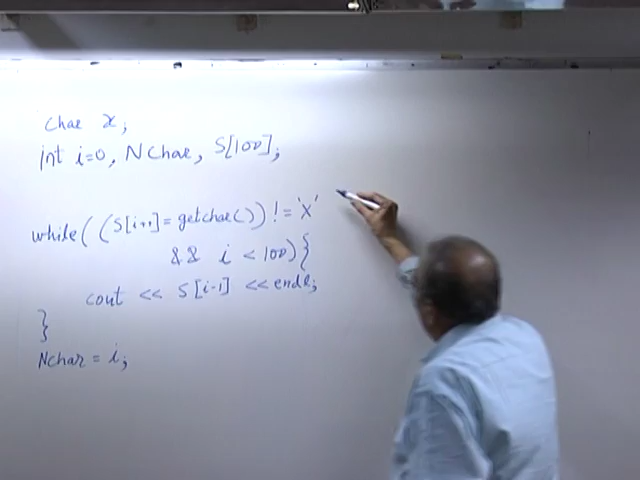 char x;
int i=0, NChar, S[100];
while( (S[i++]=getchar()) != 'X'
&& i < 100) {
cout << S[i-1] << endl;
}
Nchar = i;